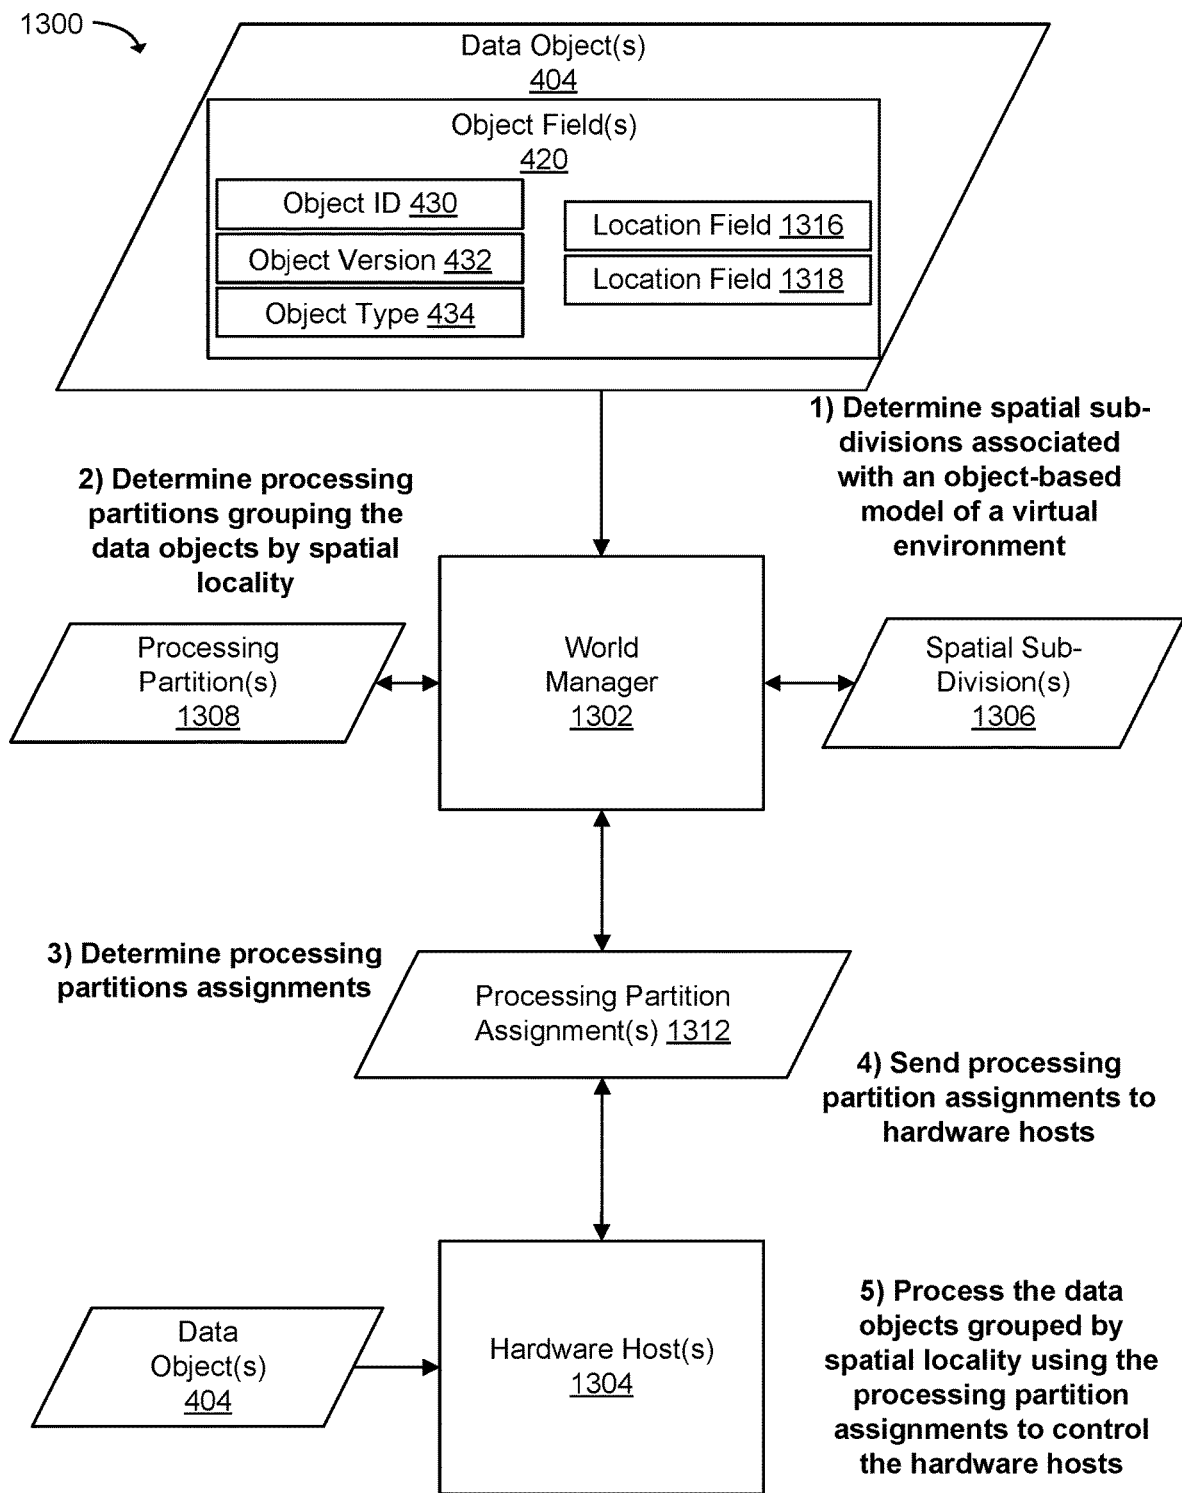 1300
Data Object(s)
404
Object Field(s)
420
Object ID 430
Object Version 432
Object Type 434
Location Field 1316
Location Field 1318
1) Determine spatial sub-
divisions associated
with an object-based
model of a virtual
environment
2) Determine processing
partitions grouping the
data objects by spatial
locality
Processing
Partition(s)
1308
World
Manager
1302
Spatial Sub-
Division(s)
1306
3) Determine processing
partitions assignments
Processing Partition
Assignment(s) 1312
4) Send processing
partition assignments to
hardware hosts
Data
Object(s)
404
Hardware Host(s)
1304
5) Process the data
objects grouped by
spatial locality using the
processing partition
assignments to control
the hardware hosts